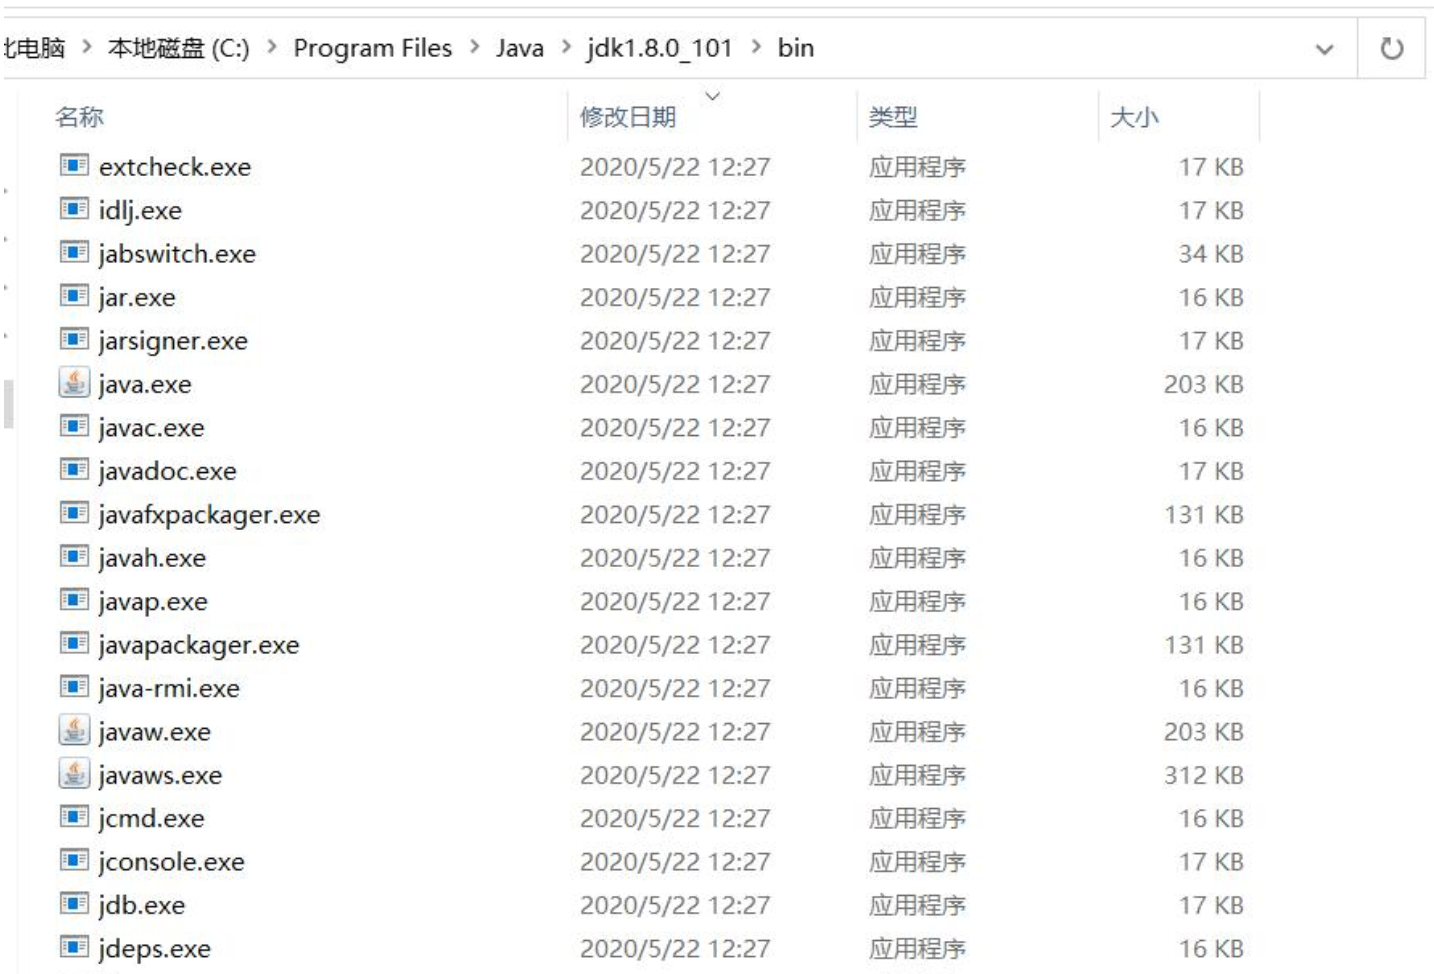 此电脑 > 本地磁盘 (C:) > Program Files > Java > jdk1.8.0_101 > bin
名称 修改日期 类型 大小
extcheck.exe 2020/5/22 12:27 应用程序 17 KB
idlj.exe 2020/5/22 12:27 应用程序 17 KB
jabswitch.exe 2020/5/22 12:27 应用程序 34 KB
jar.exe 2020/5/22 12:27 应用程序 16 KB
jarsigner.exe 2020/5/22 12:27 应用程序 17 KB
java.exe 2020/5/22 12:27 应用程序 203 KB
javac.exe 2020/5/22 12:27 应用程序 16 KB
javadoc.exe 2020/5/22 12:27 应用程序 17 KB
javafxpackager.exe 2020/5/22 12:27 应用程序 131 KB
javah.exe 2020/5/22 12:27 应用程序 16 KB
javap.exe 2020/5/22 12:27 应用程序 16 KB
javapackager.exe 2020/5/22 12:27 应用程序 131 KB
java-rmi.exe 2020/5/22 12:27 应用程序 16 KB
javaw.exe 2020/5/22 12:27 应用程序 203 KB
javaws.exe 2020/5/22 12:27 应用程序 312 KB
jcmd.exe 2020/5/22 12:27 应用程序 16 KB
jconsole.exe 2020/5/22 12:27 应用程序 17 KB
jdb.exe 2020/5/22 12:27 应用程序 17 KB
jdeps.exe 2020/5/22 12:27 应用程序 16 KB